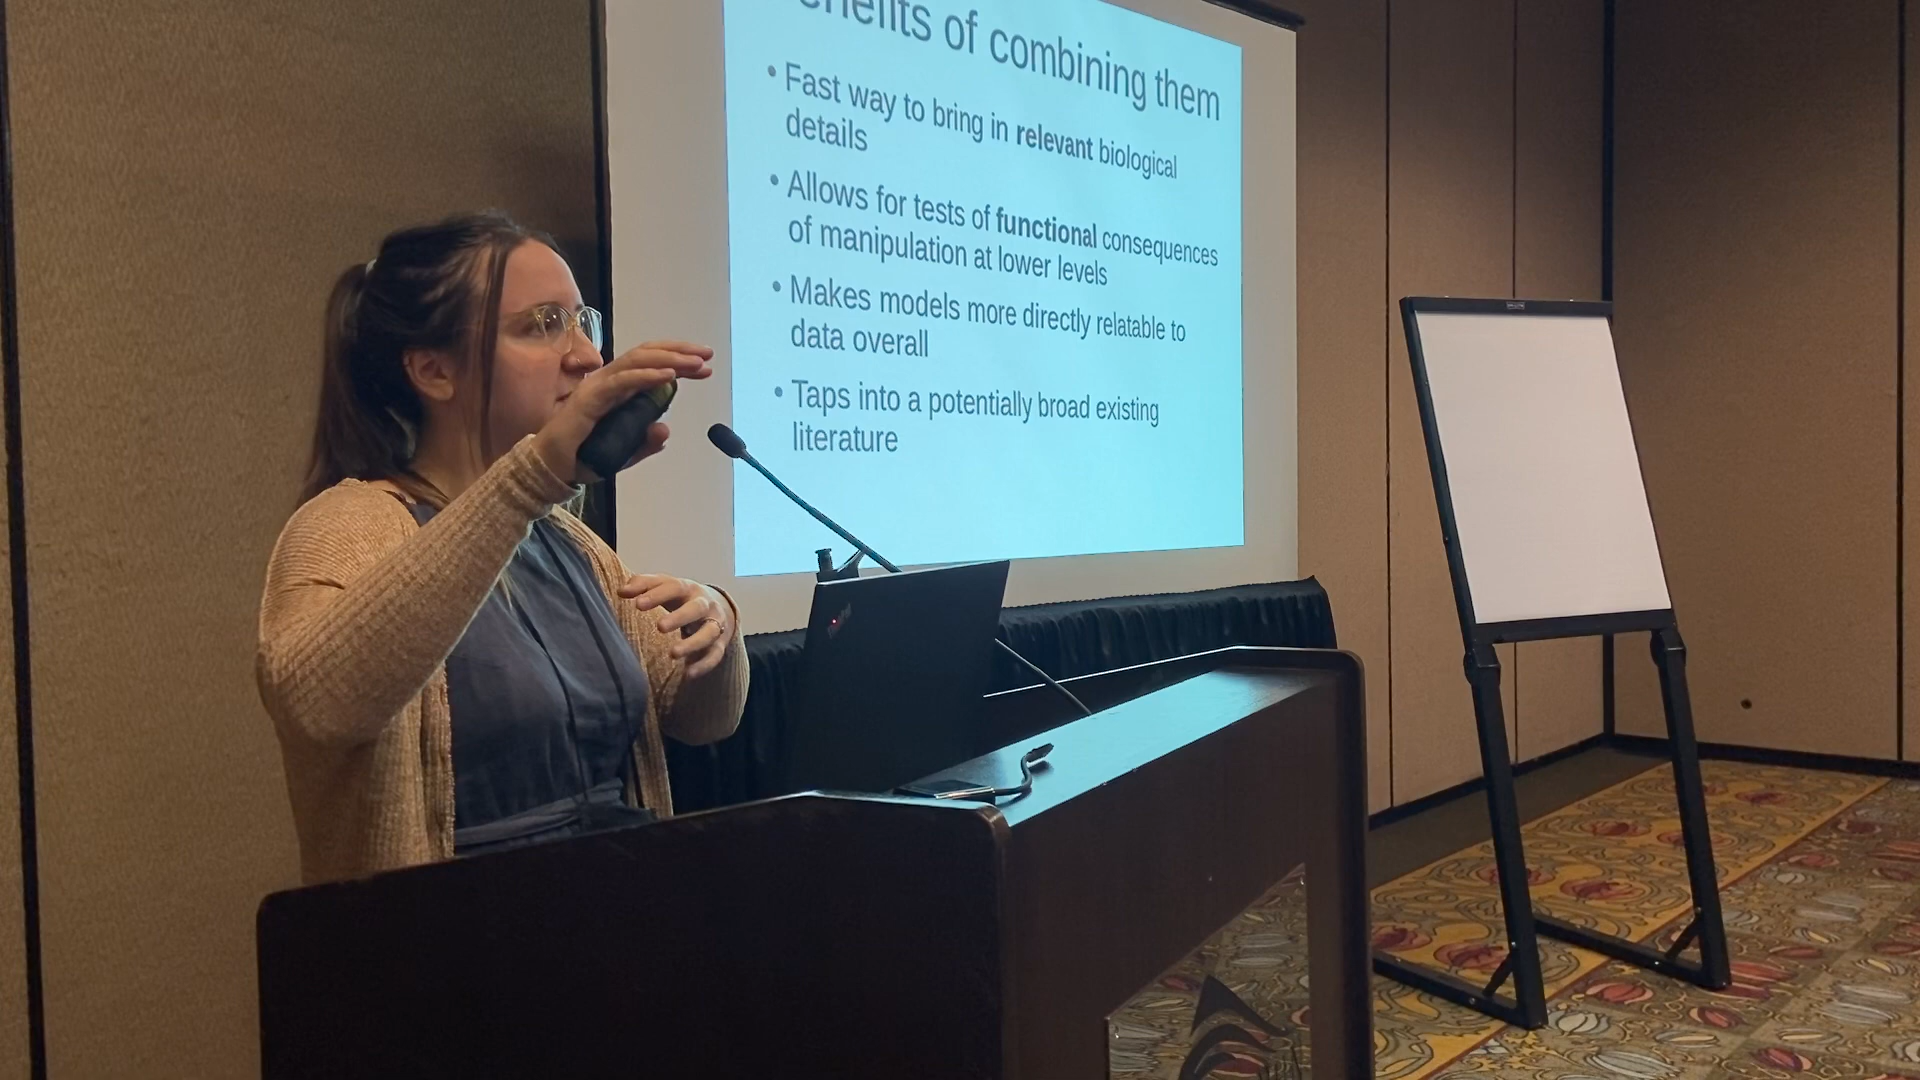 enefits of combining them
• Fast way to bring in relevant biological
details
• Allows for tests of functional consequences
of manipulation at lower levels
• Makes models more directly relatable to
data overall
• Taps into a potentially broad existing
literature